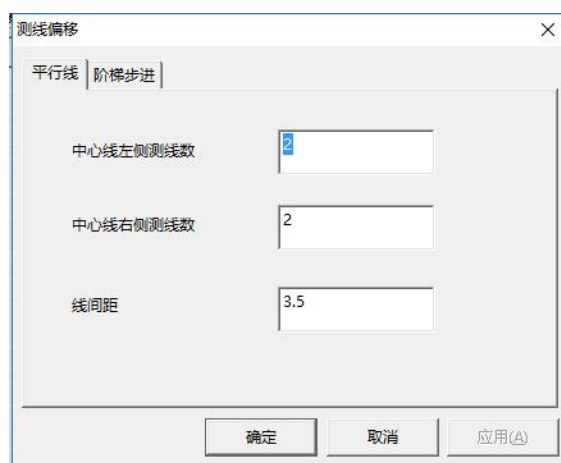 测线偏移
平行线 阶梯步进
中心线左侧测线数 2
中心线右侧测线数 2
线间距 3.5
确定 取消 应用(A)